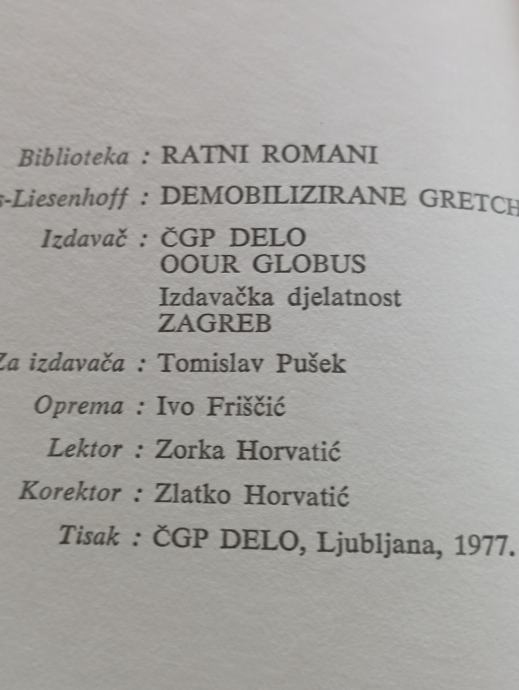 Biblioteka : RATNI ROMANI
s-Liesenhoff : DEMOBILIZIRANE GRETCH
Izdavač : ČGP DELO
OOUR GLOBUS
Izdavačka djelatnost
ZAGREB
Za izdavača : Tomislav Pušek
Oprema : Ivo Friščić
Lektor : Zorka Horvatić
Korektor : Zlatko Horvatić
Tisak : ČGP DELO, Ljubljana, 1977.